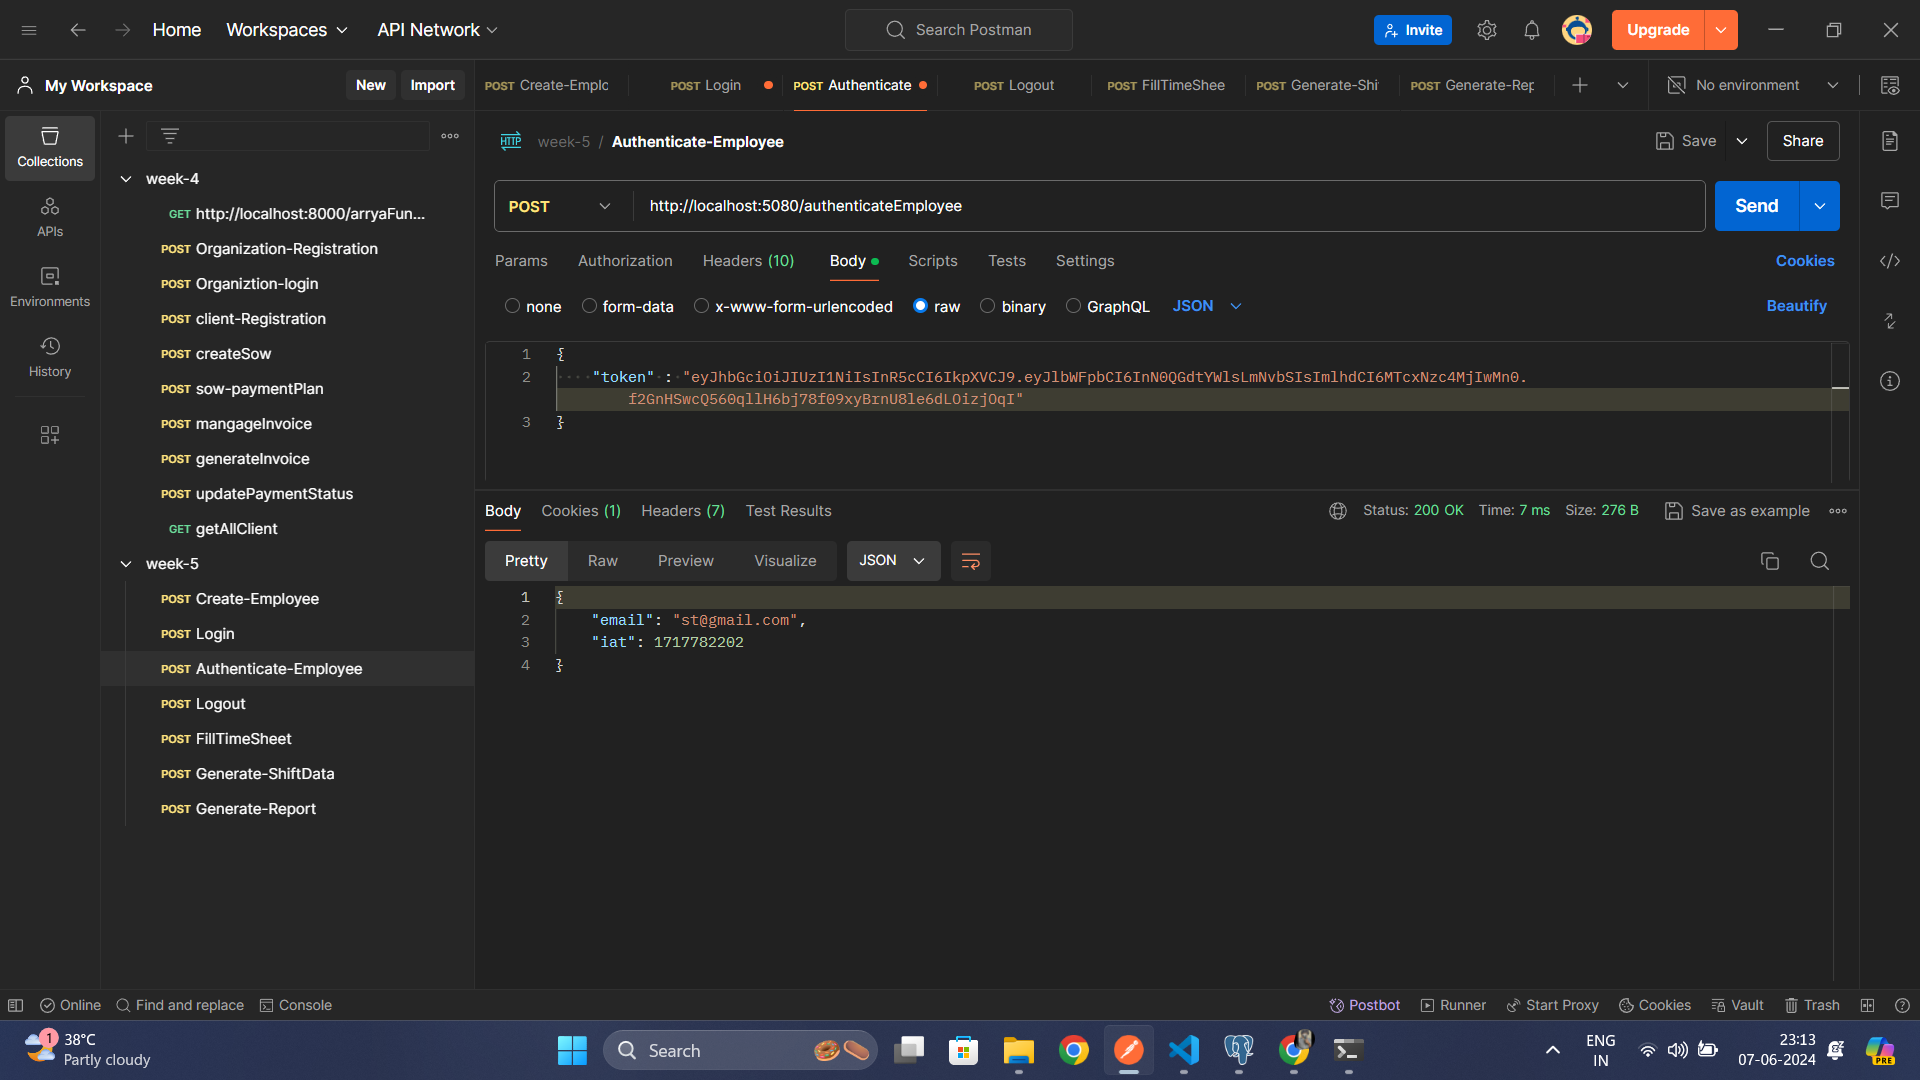 Home
Workspaces
API Network
Search Postman
Invite
Upgrade
My Workspace
New
Import
POST Create-Emplc
POST Login
POST Authenticate
POST Logout
POST FillTimeShee
POST Generate-Shi
POST Generate-Rep
No environment
Collections
APIs
Environments
History
week-4
GET http://localhost:8000/arryaFun...
POST Organization-Registration
POST Organiztion-login
POST client-Registration
POST createSow
POST sow-paymentPlan
POST mangageInvoice
POST generateInvoice
POST updatePaymentStatus
GET getAllClient
week-5
POST Create-Employee
POST Login
POST Authenticate-Employee
POST Logout
POST FillTimeSheet
POST Generate-ShiftData
POST Generate-Report
HTTP week-5 / Authenticate-Employee
Save
Share
POST http://localhost:5080/authenticateEmployee
Send
Params Authorization Headers (10) Body Scripts Tests Settings
Cookies
none form-data x-www-form-urlencoded raw binary GraphQL JSON
Beautify
1 {
2 "token" : "eyJhbGciOiJIUzI1NiIsInR5cCI6IkpXVCJ9.eyJlbWFpbCI6InN0QGdtYWlsLmNvbSIsImlhdCI6MTcxNzc4MjIwMn0.
f2GnHSwcQ560qllH6bj78f09xyBrnU8le6dLOizjOqI"
3 }
Body Cookies (1) Headers (7) Test Results
Status: 200 OK Time: 7 ms Size: 276 B
Save as example
Pretty Raw Preview Visualize JSON
1 {
2 "email": "st@gmail.com",
3 "iat": 1717782202
4 }
Online
Find and replace
Console
Postbot
Runner
Start Proxy
Cookies
Vault
Trash
1
38°C
Partly cloudy
Search
ENG
IN
23:13
07-06-2024
PRE